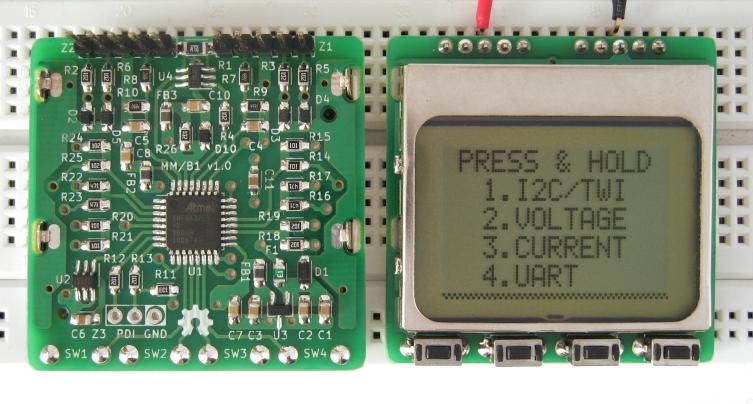 Z2
Z1
R2
R6
R8
U4
R1
R7
R3
R5
R10
FB3
C10
R9
D4
D2
D5
C5
R4
D3
R24
R26
D10
C4
R15
R25
C8
MM/B1 v1.0
R14
R22
FB2
C11
R17
R23
Atmel
R16
R20
R19
R21
R18
R12 R13
U1
F1
U2
R11
FB1
D1
C6 Z3 PDI GND
C7 C3 U3 C2 C1
SW1 SW2 SW3 SW4
PRESS & HOLD
1.I2C/TWI
2.VOLTAGE
3.CURRENT
4.UART